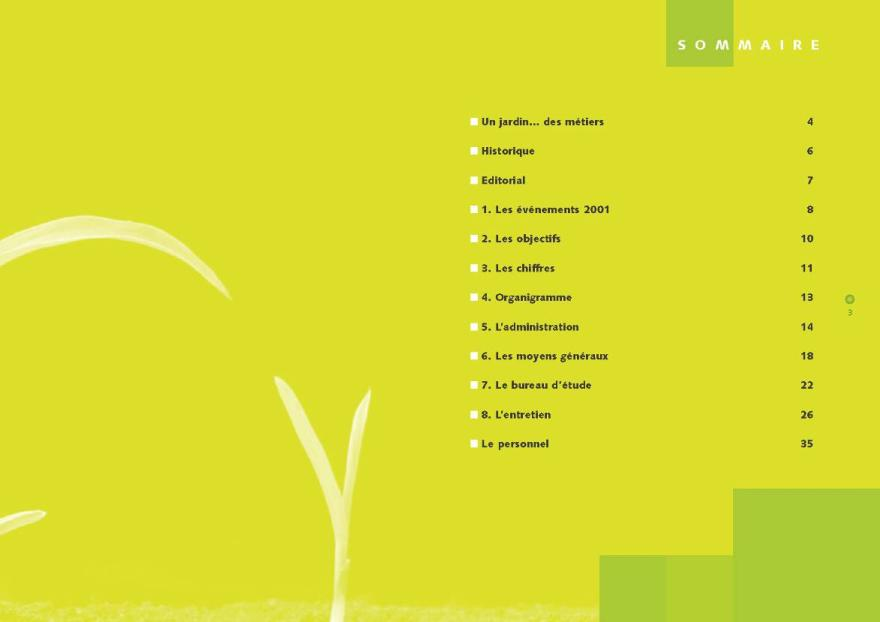 SOMMAIRE
Un jardin... des métiers 4
Historique 6
Editorial 7
1. Les événements 2001 8
2. Les objectifs 10
3. Les chiffres 11
4. Organigramme 13
5. L'administration 14
6. Les moyens généraux 18
7. Le bureau d'étude 22
8. L'entretien 26
Le personnel 35
3